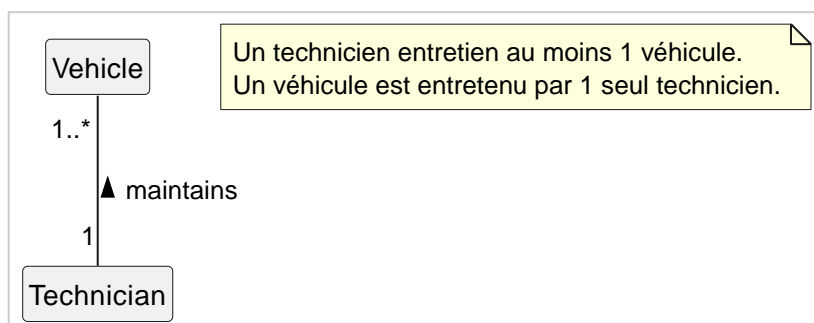 Vehicle
Un technicien entretien au moins 1 véhicule.
Un véhicule est entretenu par 1 seul technicien.
1..*
maintains
1
Technician